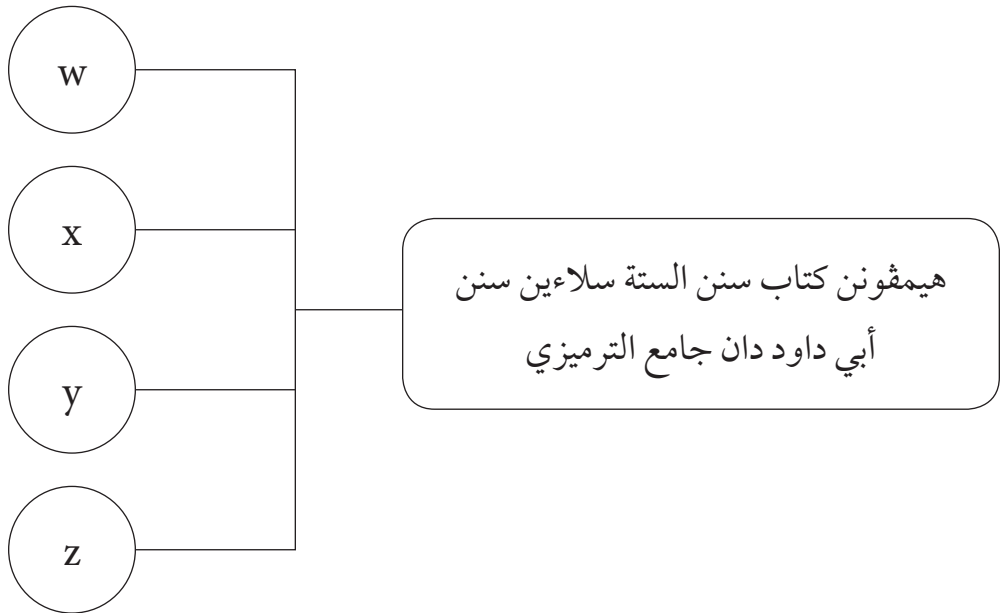 w
x
y
z
هيمڤونن كتاب سنن الستة سلاءين سنن
أبي داود دان جامع الترميزي